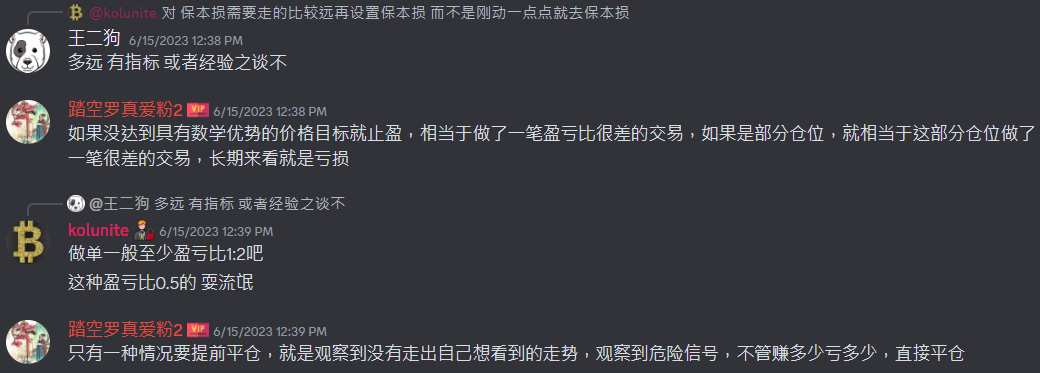 @kolunite 对 保本损需要走的比较远再设置保本损 而不是刚动一点点就去保本损
王二狗 6/15/2023 12:38 PM
多远 有指标 或者经验之谈不
踏空罗真爱粉2 VIP 6/15/2023 12:38 PM
如果没达到具有数学优势的价格目标就止盈，相当于做了一笔盈亏比很差的交易，如果是部分仓位，就相当于这部分仓位做了
一笔很差的交易，长期来看就是亏损
@王二狗 多远 有指标 或者经验之谈不
kolunite 6/15/2023 12:39 PM
做单一般至少盈亏比1:2吧
这种盈亏比0.5的 耍流氓
踏空罗真爱粉2 VIP 6/15/2023 12:39 PM
只有一种情况要提前平仓，就是观察到没有走出自己想看到的走势，观察到危险信号，不管赚多少亏多少，直接平仓